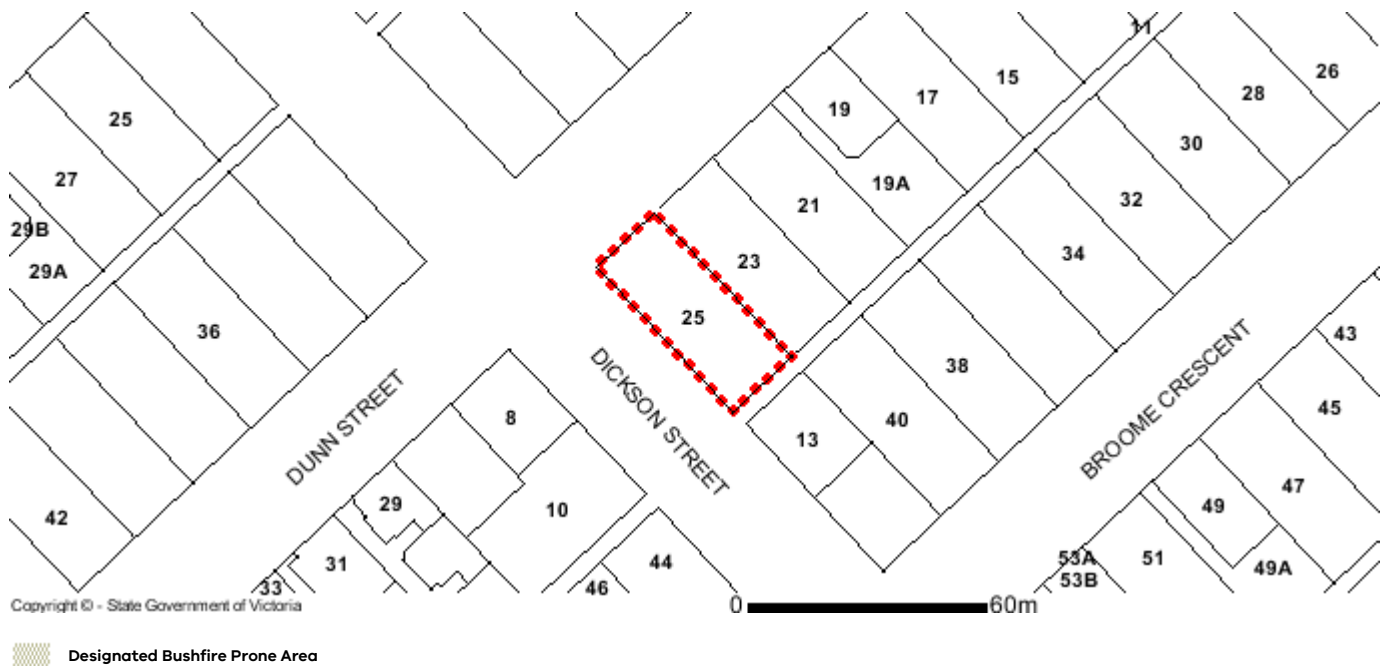 11
26
15
28
17
19
25
30
27
19A
32
21
29B
34
23
29A
25
36
43
38
DICKSON STREET
DUNN STREET
BROOME CRESCENT
45
8
40
13
47
29
49
10
42
53A
51
44
31
49A
53B
33
46
Copyright © - State Government of Victoria
0
60m
Designated Bushfire Prone Area